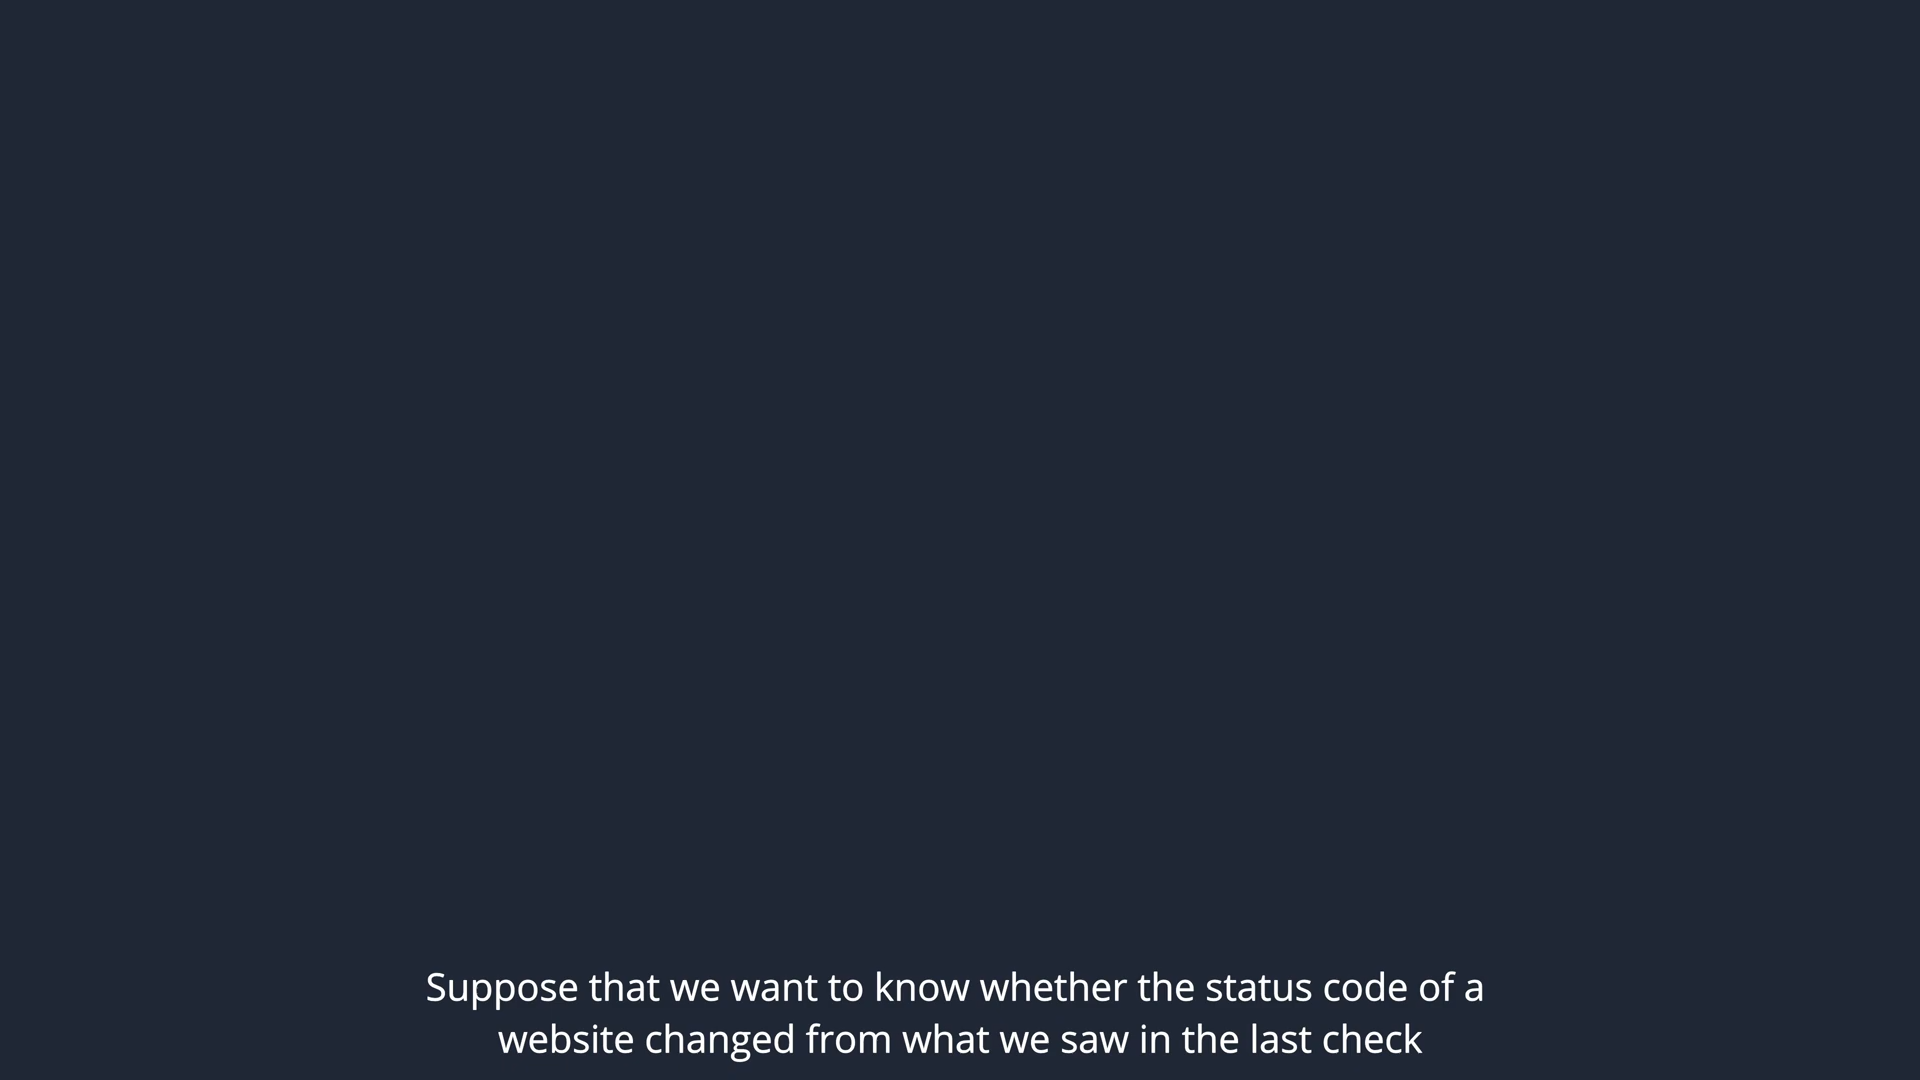 Suppose that we want to know whether the status code of a
website changed from what we saw in the last check